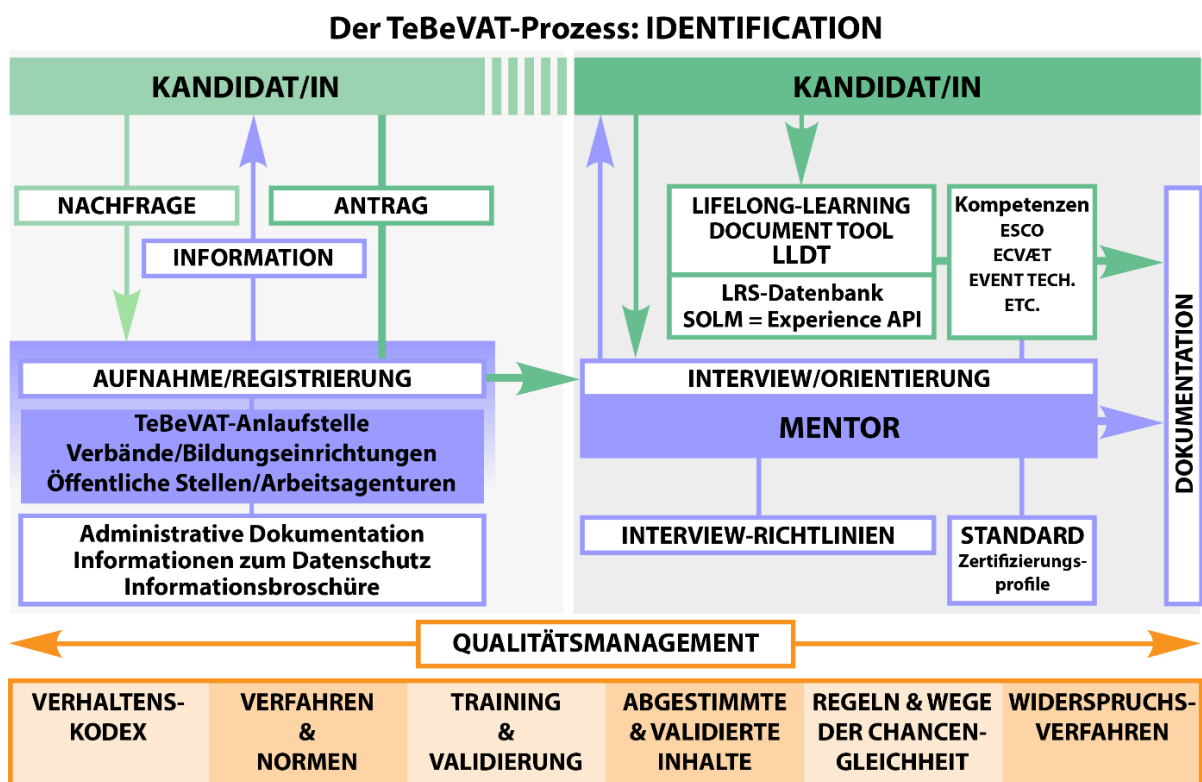 Der TeBeVAT-Prozess: IDENTIFICATION
KANDIDAT/IN
NACHFRAGE
ANTRAG
INFORMATION
AUFNAHME/REGISTRIERUNG
TeBeVAT-Anlaufstelle
Verbände/Bildungseinrichtungen
Öffentliche Stellen/Arbeitsagenturen
Administrative Dokumentation
Informationen zum Datenschutz
Informationsbroschüre
KANDIDAT/IN
LIFELONG-LEARNING
DOCUMENT TOOL
LLDT
LRS-Datenbank
SOLM = Experience API
Kompetenzen
ESCO
ECVÆT
EVENT TECH.
ETC.
INTERVIEW/ORIENTIERUNG
MENTOR
INTERVIEW-RICHTLINIEN
STANDARD
Zertifizierungs-
profile
DOKUMENTATION
QUALITÄTSMANAGEMENT
VERHALTENS-
KODEX
VERFAHREN
&
NORMEN
TRAINING
&
VALIDIERUNG
ABGESTIMMTE
& VALIDIERTE
INHALTE
REGELN & WEGE
DER CHANCEN-
GLEICHHEIT
WIDERSPRUCHS-
VERFAHREN